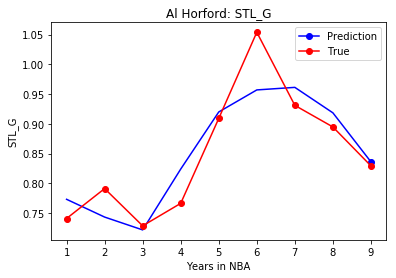 Al Horford: STL_G
Prediction
True
STL_G
1.05
1.00
0.95
0.90
0.85
0.80
0.75
1 2 3 4 5 6 7 8 9
Years in NBA